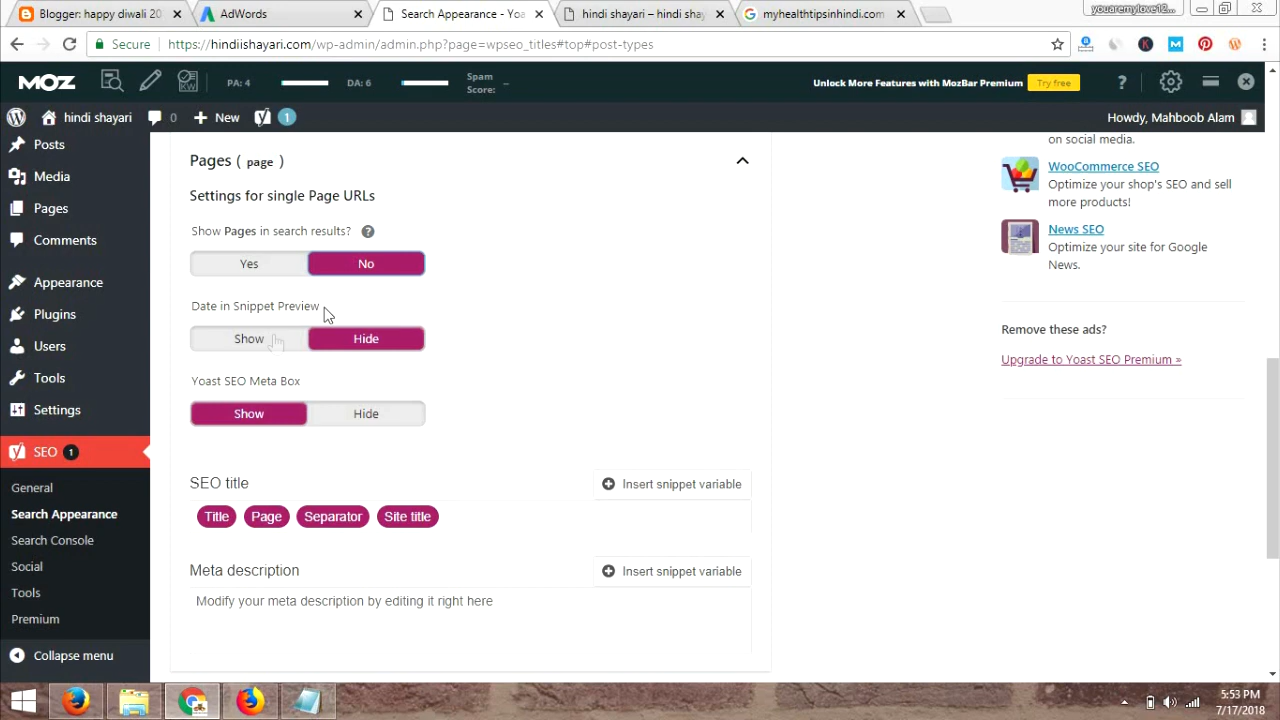 Blogger: happy diwali 20
AdWords
Search Appearance - Yoa
hindi shayari – hindi shay
myhealthtipsinhindi.com
youaremylove12...
Secure
https://hindiishayari.com/wp-admin/admin.php?page=wpseo_titles#top#post-types
MOZ
PA: 4
DA: 6
Spam
Score: –
Unlock More Features with MozBar Premium
Try free
hindi shayari
0
New
1
Howdy, Mahboob Alam
Posts
Media
Pages
Comments
Appearance
Plugins
Users
Tools
Settings
SEO 1
General
Search Appearance
Search Console
Social
Tools
Premium
Collapse menu
Pages ( page )
Settings for single Page URLs
Show Pages in search results?
Yes No
Date in Snippet Preview
Show Hide
Yoast SEO Meta Box
Show Hide
SEO title
Insert snippet variable
Title Page Separator Site title
Meta description
Insert snippet variable
Modify your meta description by editing it right here
on social media.
WooCommerce SEO
Optimize your shop's SEO and sell
more products!
News SEO
Optimize your site for Google
News.
Remove these ads?
Upgrade to Yoast SEO Premium »
5:53 PM
7/17/2018